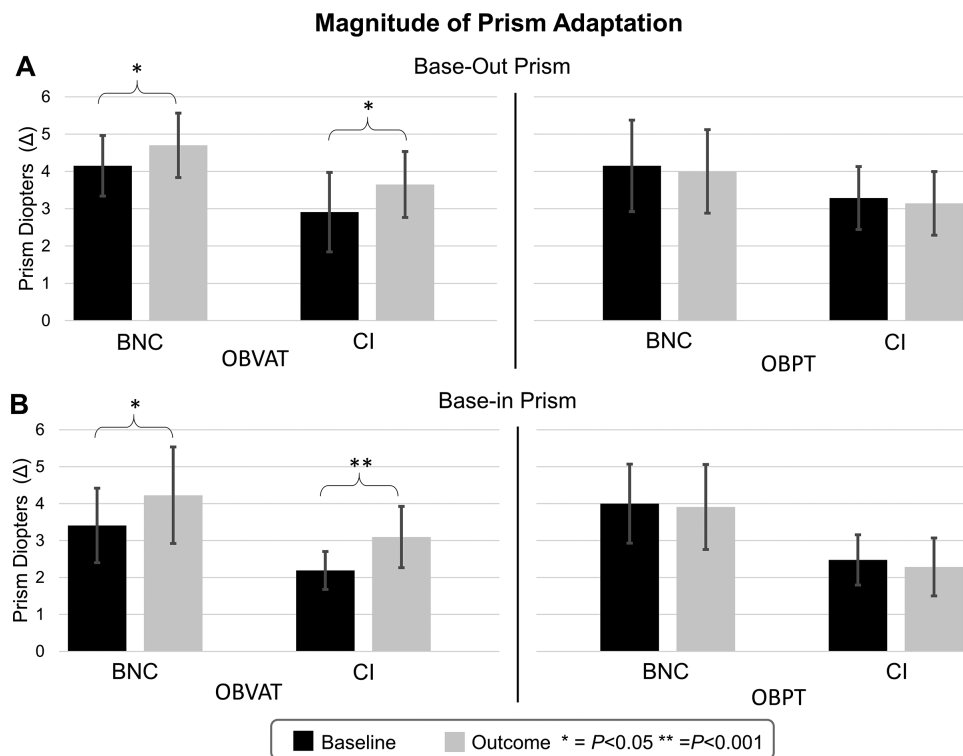 Magnitude of Prism Adaptation
A
Base-Out Prism
*
*
Prism Diopters (Δ)
6
5
4
3
2
1
0
BNC
CI
BNC
CI
OBVAT
OBPT
B
Base-in Prism
*
**
Prism Diopters (Δ)
6
5
4
3
2
1
0
BNC
CI
BNC
CI
OBVAT
OBPT
Baseline Outcome * = P<0.05 ** =P<0.001